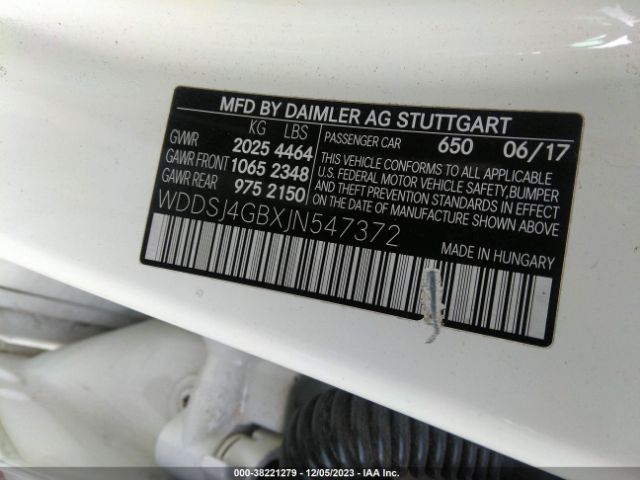 MFD BY DAIMLER AG STUTTGART
KG LBS
GVWR 2025 4464
GAWR FRONT 1065 2348
GAWR REAR 975 2150
PASSENGER CAR 650 06/17
THIS VEHICLE CONFORMS TO ALL APPLICABLE
U.S. FEDERAL MOTOR VEHICLE SAFETY, BUMPER
AND THEFT PREVENTION STANDARDS IN EFFECT
ON DATE OF MANUFACTURE SHOWN ABOVE.
WDDSJ4GBXJN547372
MADE IN HUNGARY
000-38221279 - 12/05/2023 - IAA Inc.